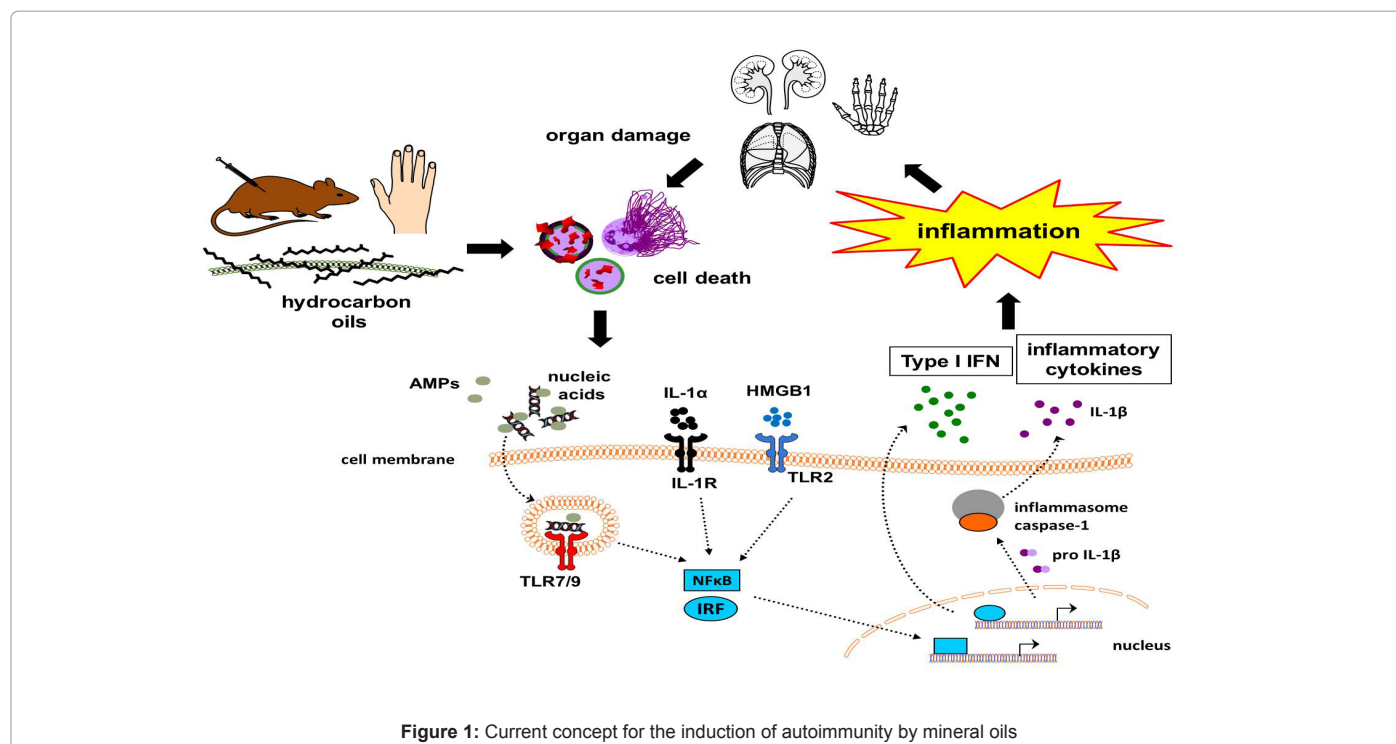 organ damage
inflammation
cell death
hydrocarbon
oils
Type I IFN
inflammatory
cytokines
AMPs
nucleic
acids
IL-1α
HMGB1
IL-1β
cell membrane
IL-1R
TLR2
inflammasome
caspase-1
pro IL-1β
TLR7/9
NFκB
IRF
nucleus
Figure 1: Current concept for the induction of autoimmunity by mineral oils